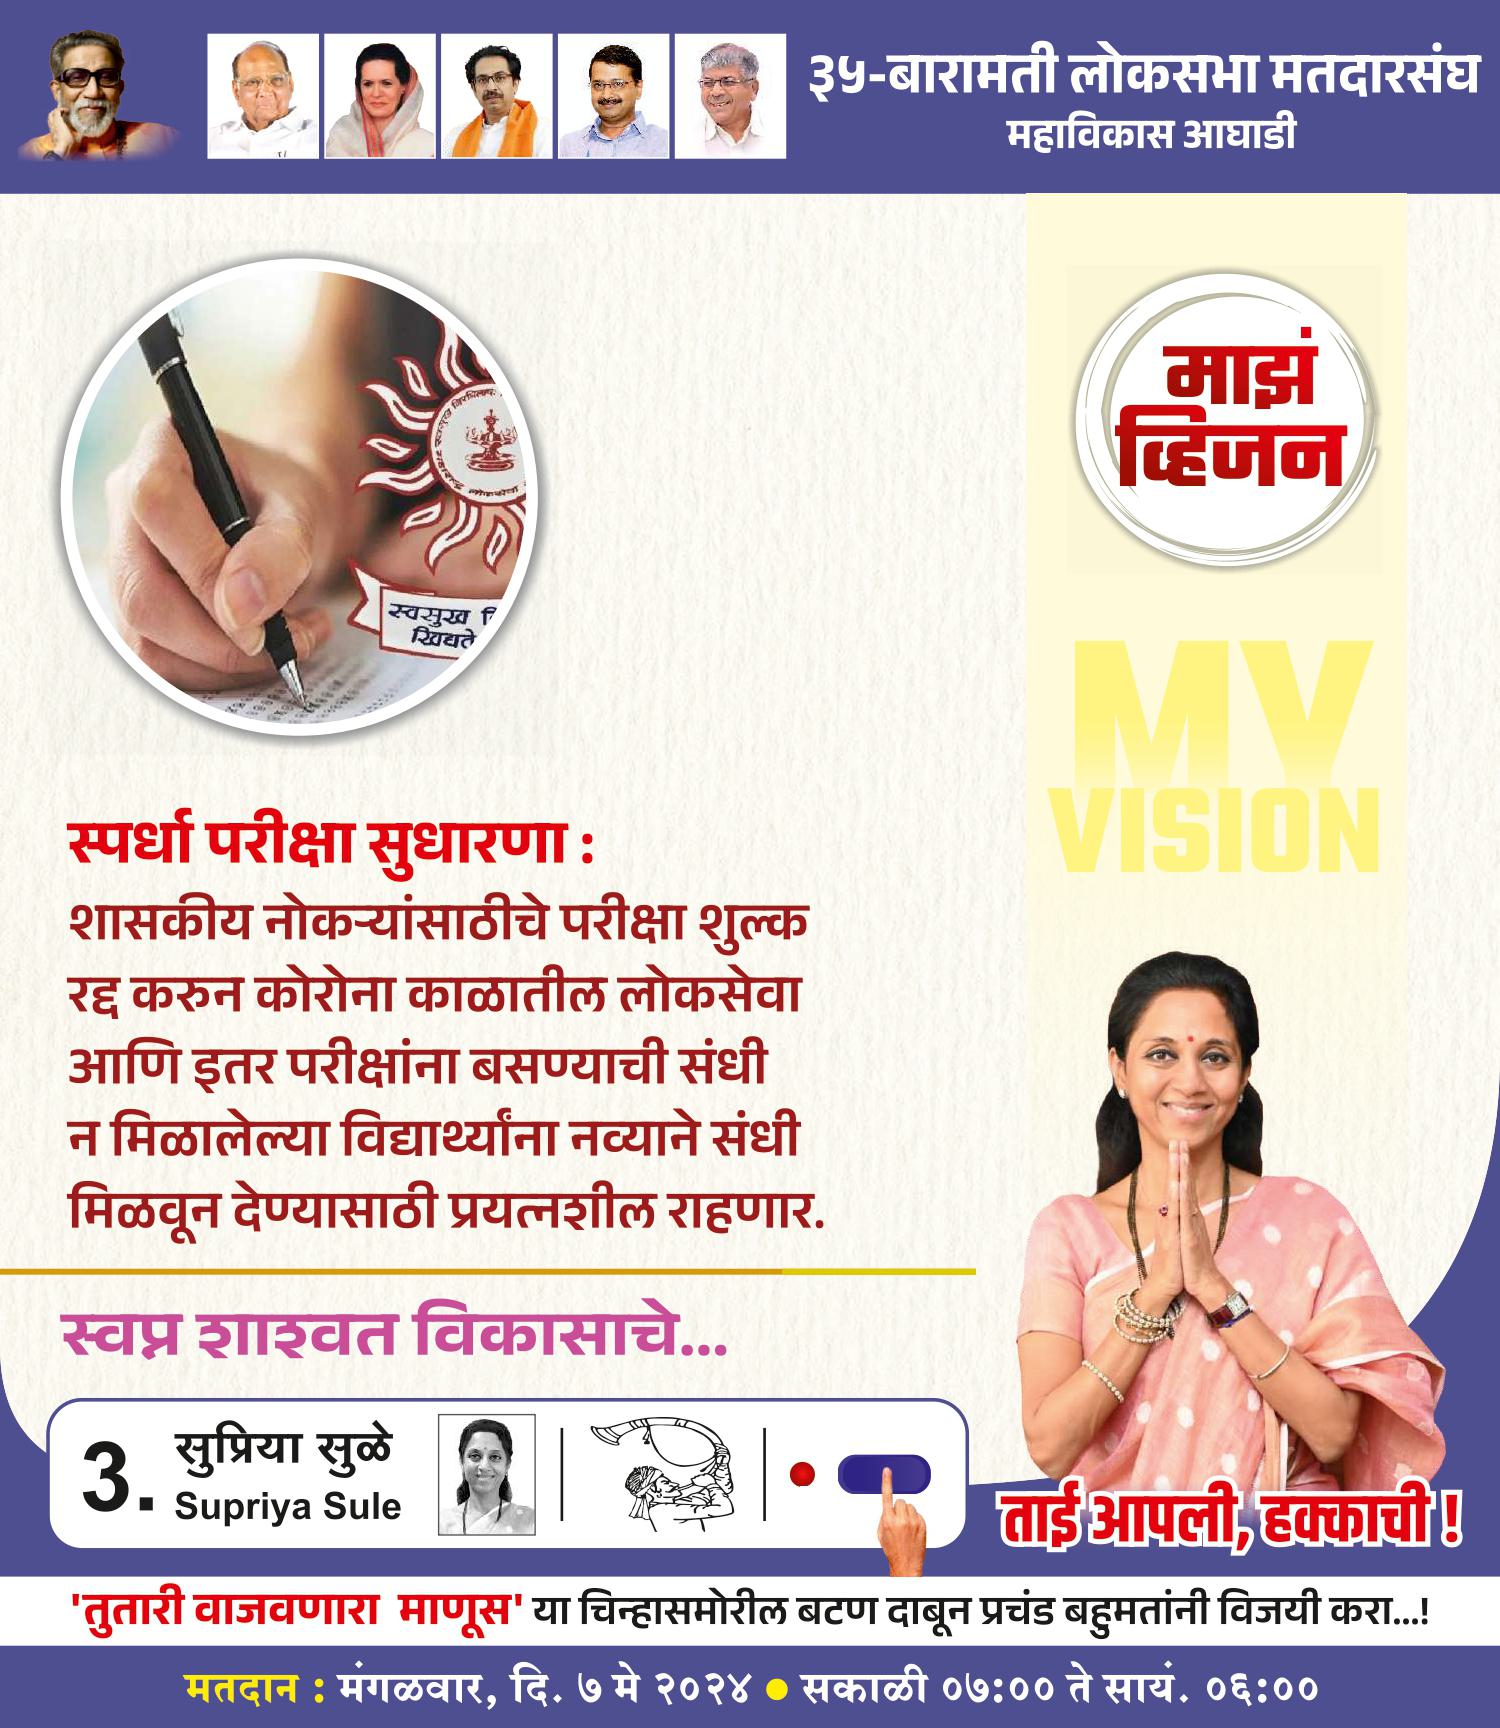 ३५-बारामती लोकसभा मतदारसंघ
महाविकास आघाडी
माझं
व्हिजन
MY
VISION
स्वसुख
खिद्यते
स्पर्धा परीक्षा सुधारणा :
शासकीय नोकऱ्यांसाठीचे परीक्षा शुल्क
रद्द करुन कोरोना काळातील लोकसेवा
आणि इतर परीक्षांना बसण्याची संधी
न मिळालेल्या विद्यार्थ्यांना नव्याने संधी
मिळवून देण्यासाठी प्रयत्नशील राहणार.
स्वप्न शाश्वत विकासाचे...
3. सुप्रिया सुळे
Supriya Sule
ताई आपली, हक्काची !
'तुतारी वाजवणारा माणूस' या चिन्हासमोरील बटण दाबून प्रचंड बहुमतांनी विजयी करा...!
मतदान : मंगळवार, दि. ७ मे २०२४ ● सकाळी ०७:०० ते सायं. ०६:००